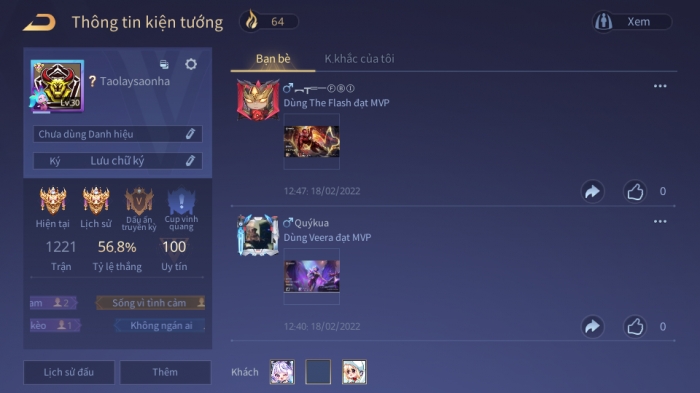 Thông tin kiện tướng
64
Xem
Lv.30
? Taolaysaonha
Chưa dùng Danh hiệu
Ký Lưu chữ ký
Hiện tại
Lịch sử
Dấu ấn truyền kỳ
Cup vinh quang
1221
Trận
56,8%
Tỷ lệ thắng
100
Uy tín
am 2
Sống vì tình cảm
kèo 1
Không ngán ai
Lịch sử đấu
Thêm
Bạn bè
K.khắc của tôi
ⒻⒷⒾ
Dùng The Flash đạt MVP
12:47: 18/02/2022
0
Quýkua
Dùng Veera đạt MVP
12:40: 18/02/2022
0
Khách